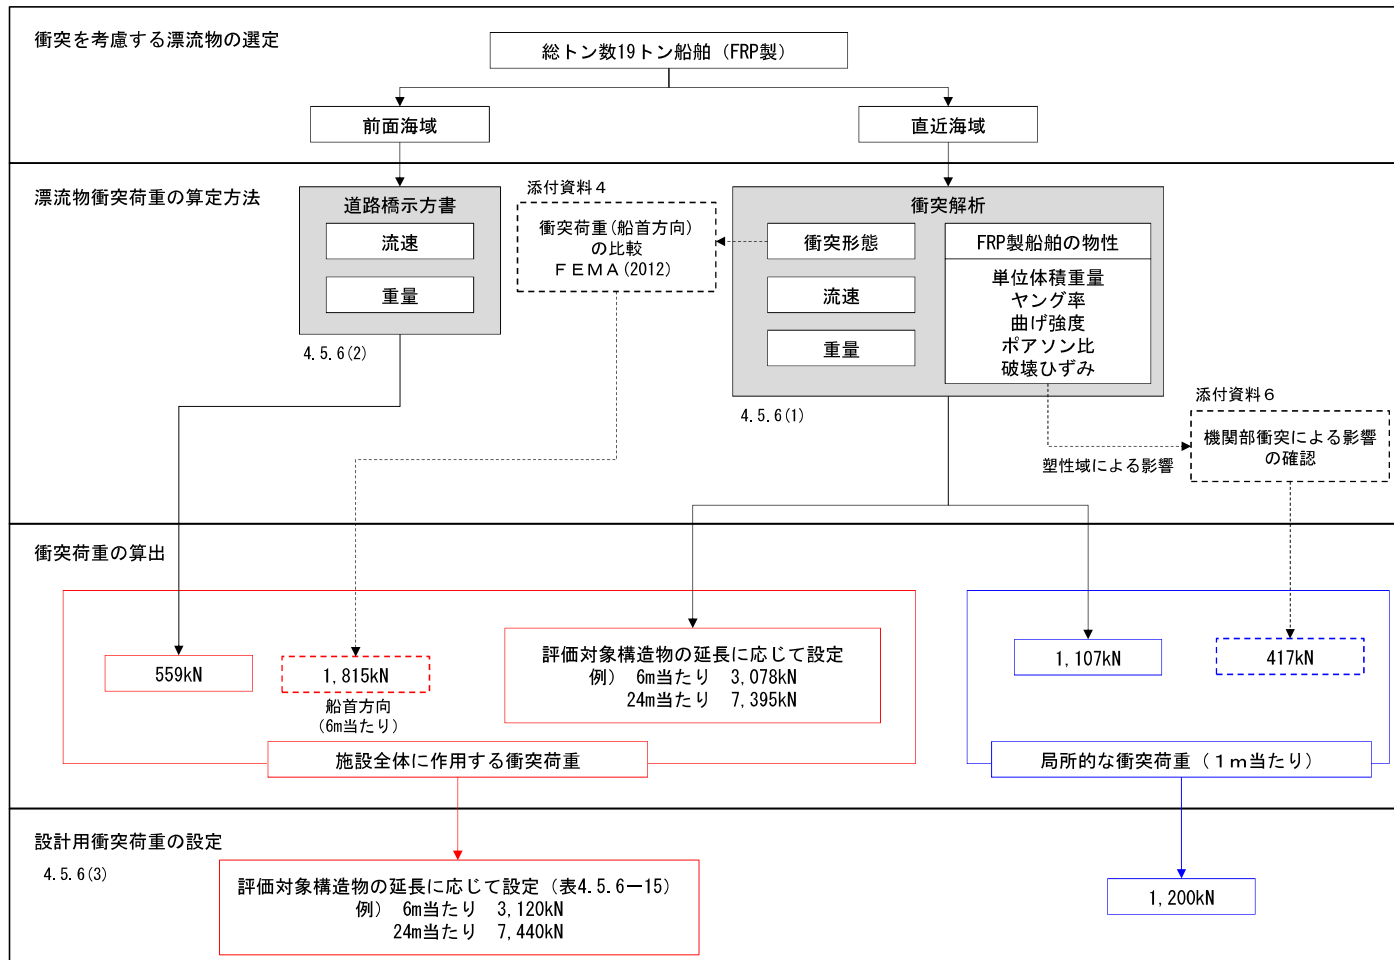 衝突を考慮する漂流物の選定
総トン数19トン船舶（FRP製）
前面海域
直近海域
漂流物衝突荷重の算定方法
道路橋示方書
流速
重量
4.5.6(2)
添付資料４
衝突荷重(船首方向)
の比較
ＦＥＭＡ(2012)
衝突解析
衝突形態
流速
重量
FRP製船舶の物性
単位体積重量
ヤング率
曲げ強度
ポアソン比
破壊ひずみ
4.5.6(1)
塑性域による影響
添付資料６
機関部衝突による影響
の確認
衝突荷重の算出
559kN
1,815kN
船首方向
(6m当たり)
評価対象構造物の延長に応じて設定
例） 6m当たり 3,078kN
24m当たり 7,395kN
施設全体に作用する衝突荷重
1,107kN
417kN
局所的な衝突荷重（１ｍ当たり）
設計用衝突荷重の設定
4.5.6(3)
評価対象構造物の延長に応じて設定（表4.5.6－15）
例） 6m当たり 3,120kN
24m当たり 7,440kN
1,200kN